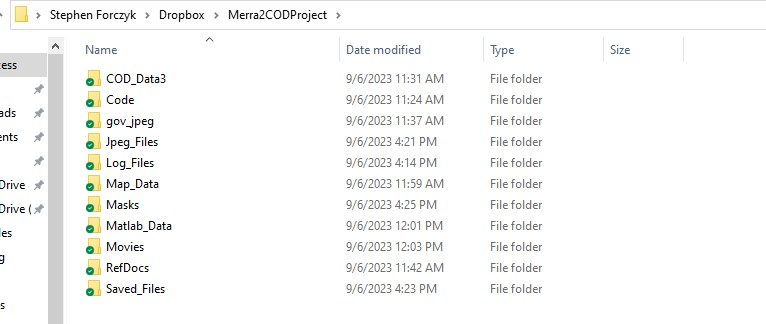 Stephen Forczyk > Dropbox > Merra2CODProject >
Name Date modified Type Size
cess
COD_Data3 9/6/2023 11:31 AM File folder
Code 9/6/2023 11:24 AM File folder
ads gov_jpeg 9/6/2023 11:37 AM File folder
ents Jpeg_Files 9/6/2023 4:21 PM File folder
Log_Files 9/6/2023 4:14 PM File folder
Drive Map_Data 9/6/2023 11:59 AM File folder
Drive ( Masks 9/6/2023 4:25 PM File folder
les Matlab_Data 9/6/2023 12:01 PM File folder
g Movies 9/6/2023 12:03 PM File folder
RefDocs 9/6/2023 11:42 AM File folder
s Saved_Files 9/6/2023 4:23 PM File folder